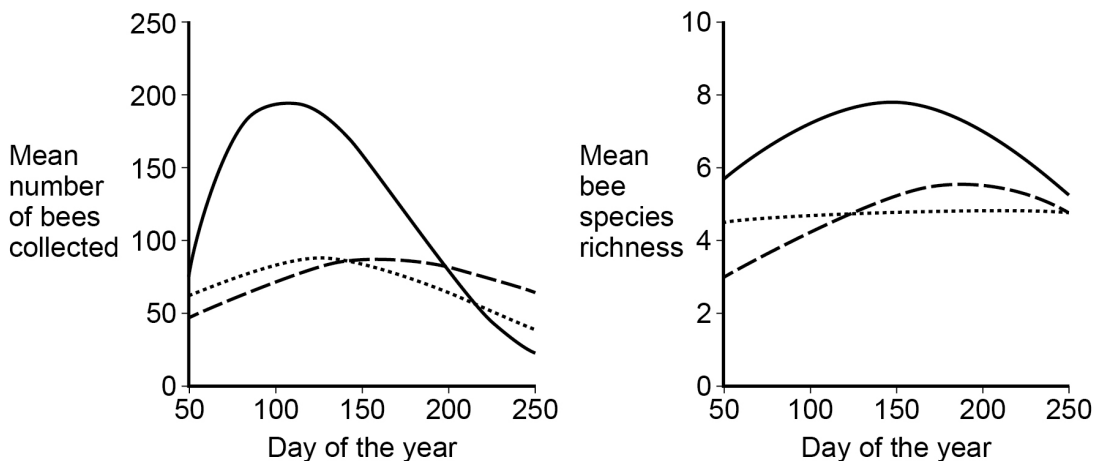 250
200
150
100
50
0
Mean
number
of bees
collected
50 100 150 200 250
Day of the year
10
8
6
4
2
0
Mean
bee
species
richness
50 100 150 200 250
Day of the year